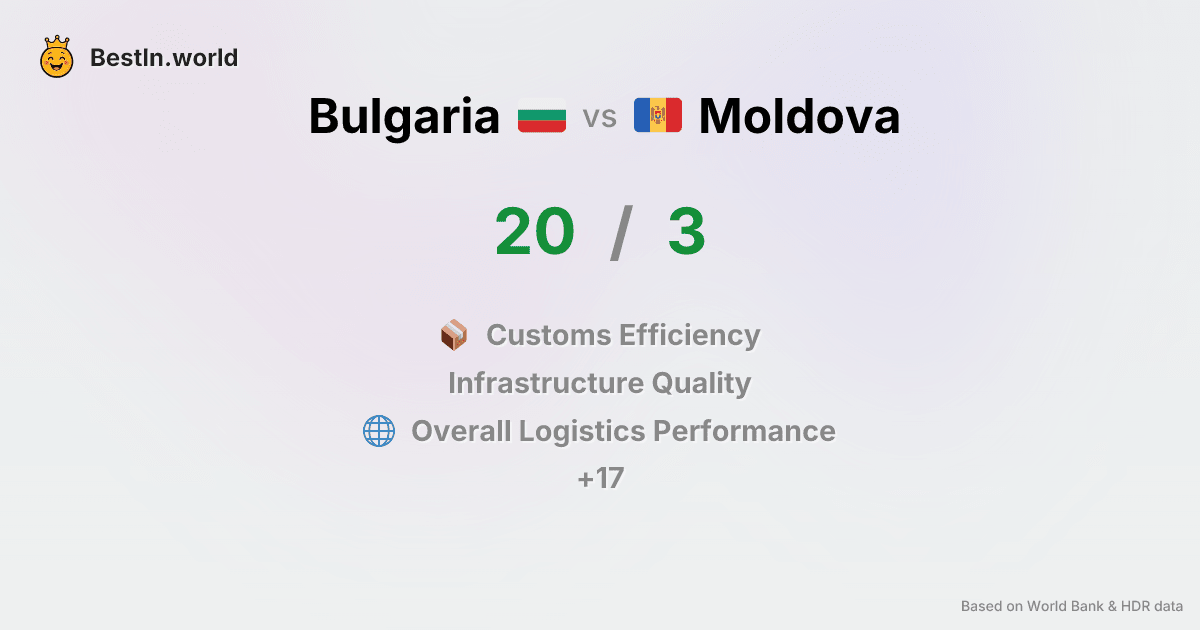 BestIn.world
Bulgaria vs Moldova
20 / 3
Customs Efficiency
Infrastructure Quality
Overall Logistics Performance
+17
Based on World Bank & HDR data